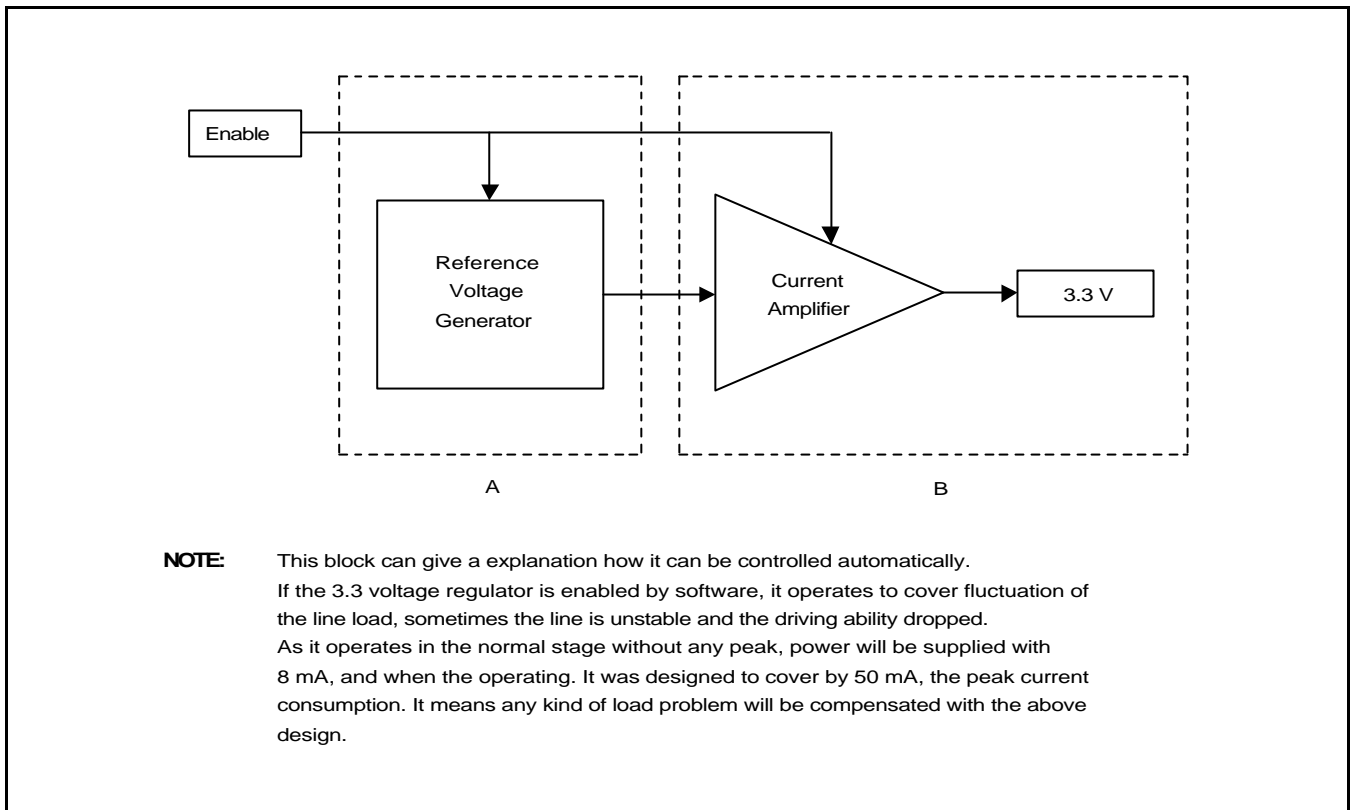 Enable
Reference
Voltage
Generator
Current
Amplifier
3.3 V
A
B
NOTE: This block can give a explanation how it can be controlled automatically.
If the 3.3 voltage regulator is enabled by software, it operates to cover fluctuation of
the line load, sometimes the line is unstable and the driving ability dropped.
As it operates in the normal stage without any peak, power will be supplied with
8 mA, and when the operating. It was designed to cover by 50 mA, the peak current
consumption. It means any kind of load problem will be compensated with the above
design.